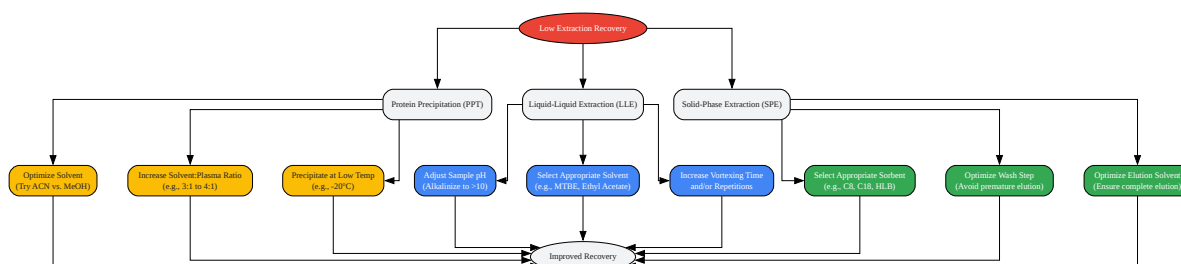 Low Extraction Recovery
Protein Precipitation (PPT)
Liquid-Liquid Extraction (LLE)
Solid-Phase Extraction (SPE)
Optimize Solvent
(Try ACN vs. MeOH)
Increase Solvent:Plasma Ratio
(e.g., 3:1 to 4:1)
Precipitate at Low Temp
(e.g., -20°C)
Adjust Sample pH
(Alkalinize to >10)
Select Appropriate Solvent
(e.g., MTBE, Ethyl Acetate)
Increase Vortexing Time
and/or Repetitions
Select Appropriate Sorbent
(e.g., C8, C18, HLB)
Optimize Wash Step
(Avoid premature elution)
Optimize Elution Solvent
(Ensure complete elution)
Improved Recovery